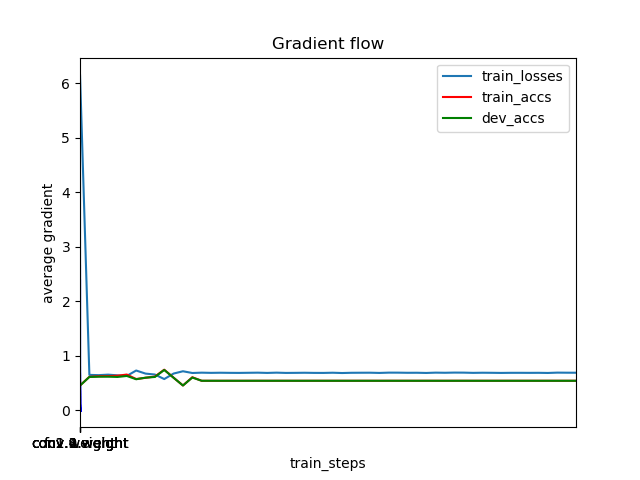 Gradient flow
train_losses
train_accs
dev_accs
average gradient
6
5
4
3
2
1
0
train_steps